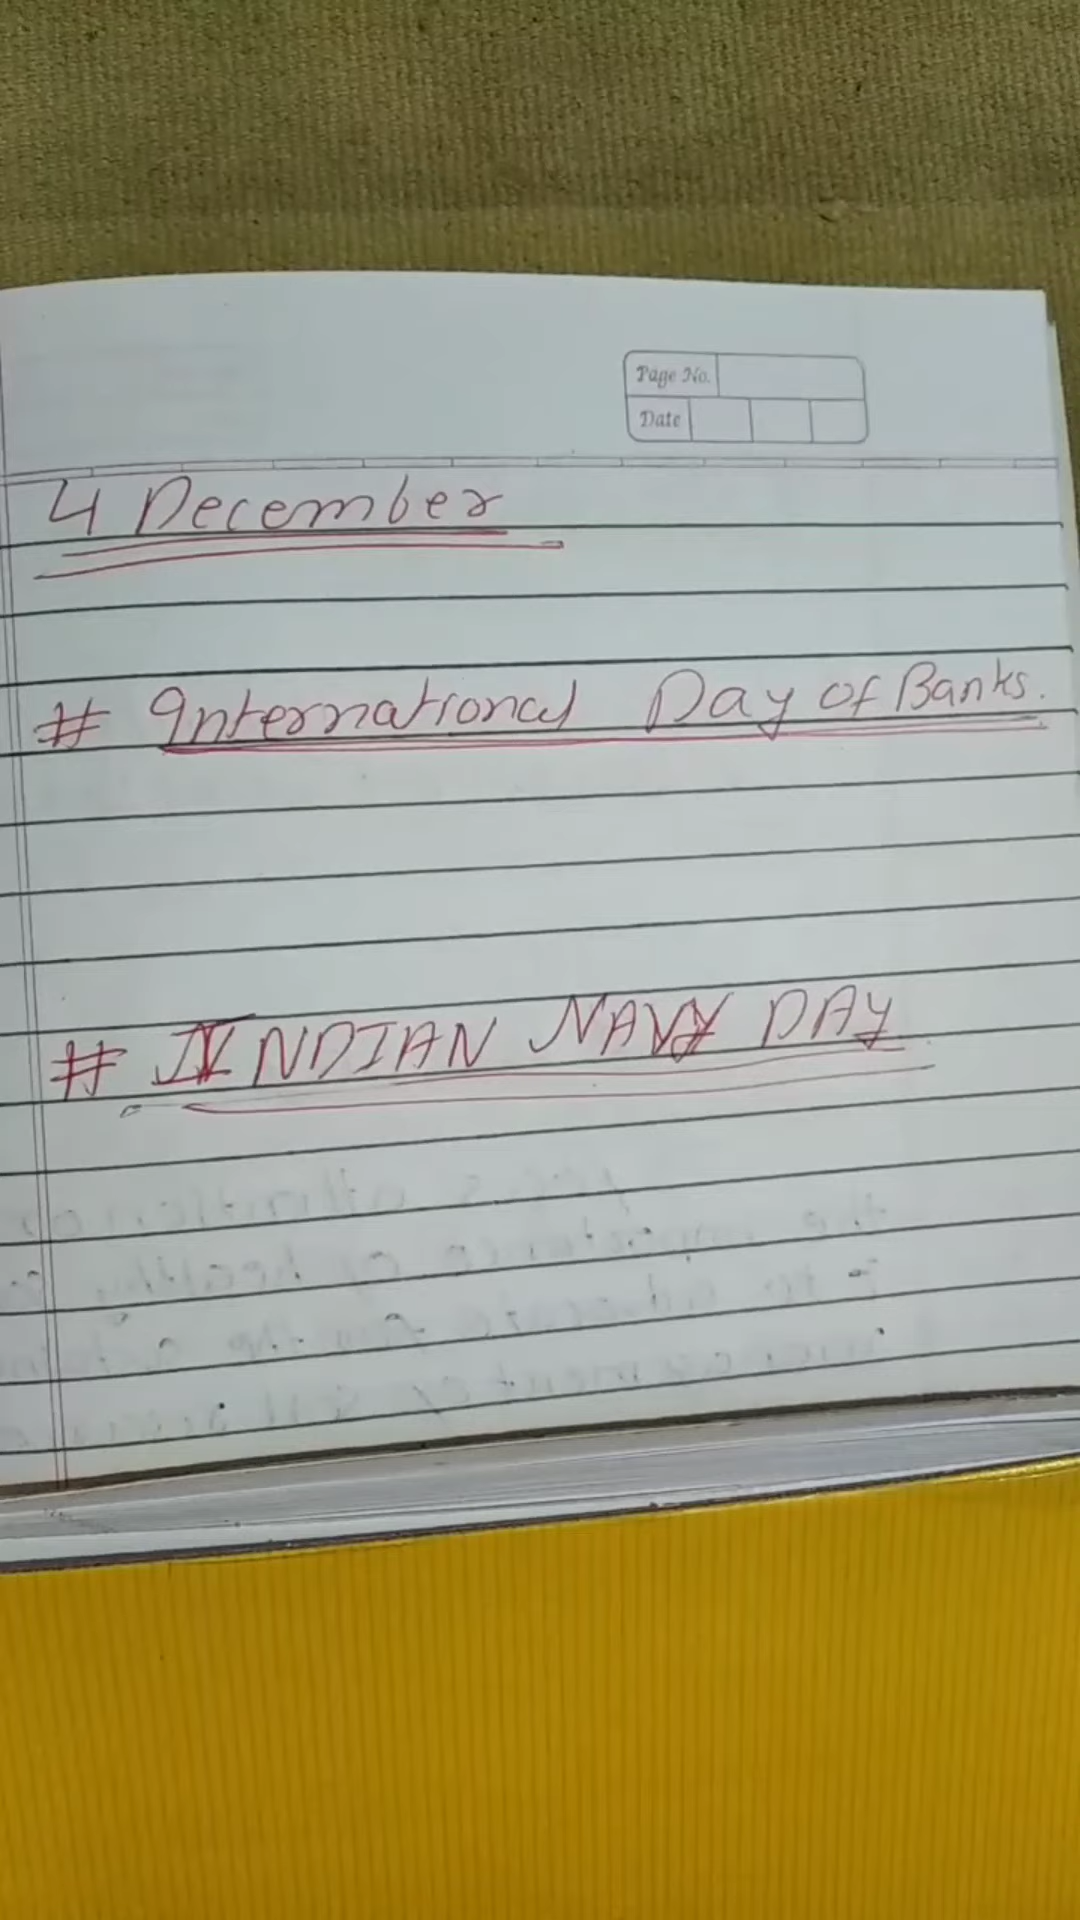 Page No.
Date
4 December
# International Day of Banks.
# INDIAN NAVY DAY